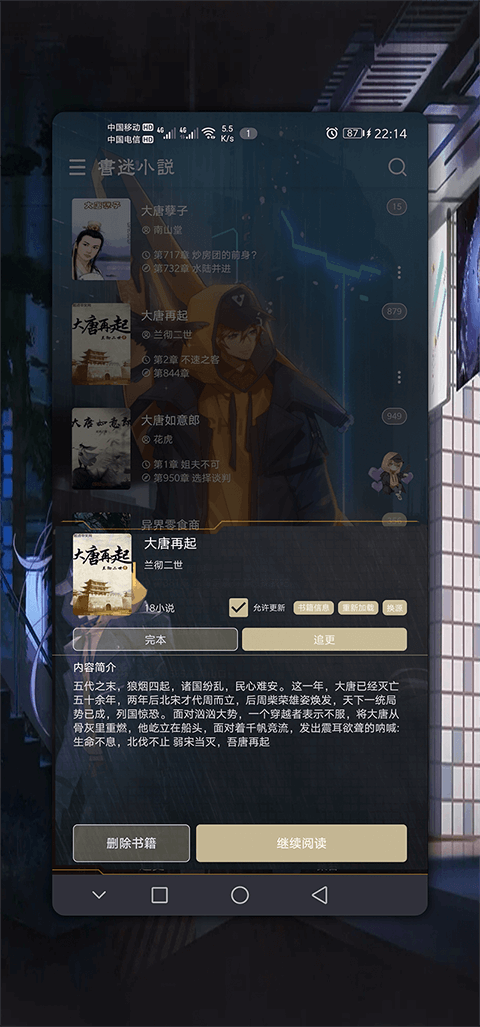 中国移动 HD 4G 4G 5.5 K/s 1 87 22:14
中国电信 HD
書迷小説
大唐孽子 15
南山堂
第717章 炒房团的前身?
第732章 水陆并进
大唐再起 879
兰彻二世
第2章 不速之客
第844章
大唐如意郎 949
花虎
第1章 姐夫不可
第950章 选择谈判
异界零食商
大唐再起
大唐再起
兰彻二世
18小说 允许更新 书籍信息 重新加载 换源
完本 追更
内容简介
五代之末，狼烟四起，诸国纷乱，民心难安。这一年，大唐已经灭亡
五十余年，两年后北宋才代周而立，后周柴荣雄姿焕发，天下一统局
势已成，列国惊恐。面对汹汹大势，一个穿越者表示不服，将大唐从
骨灰里重燃，他屹立在船头，面对着千帆竞流，发出震耳欲聋的呐喊:
生命不息，北伐不止 弱宋当灭，吾唐再起
删除书籍 继续阅读